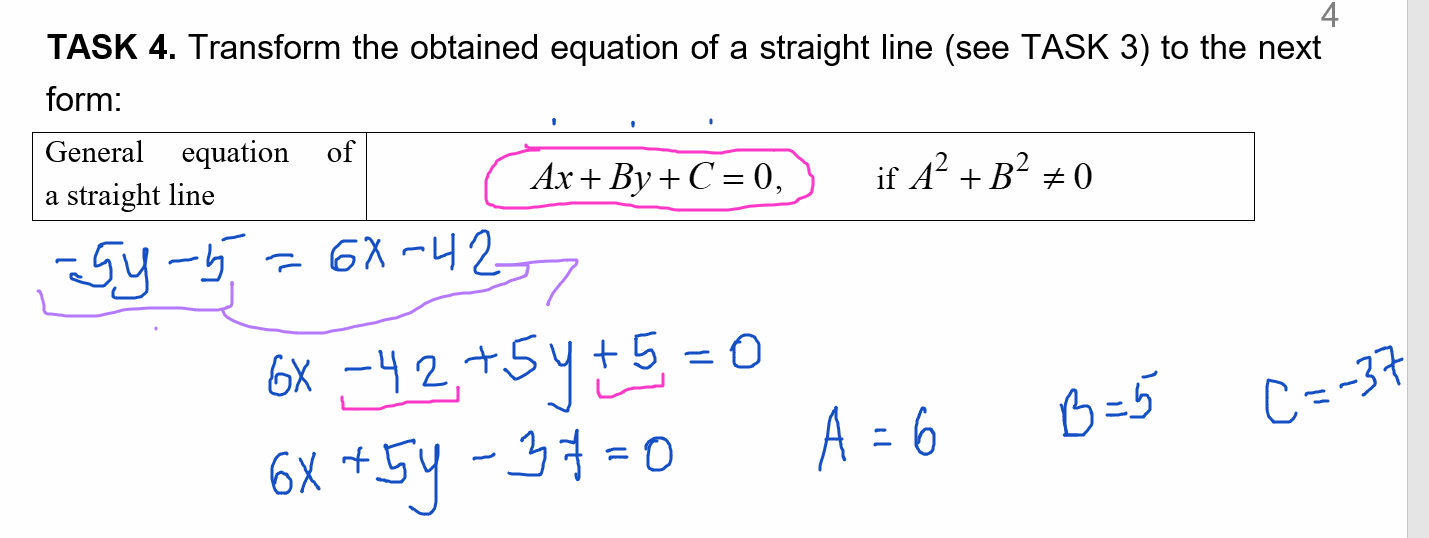 4
TASK 4. Transform the obtained equation of a straight line (see TASK 3) to the next
form:
General equation of
a straight line
Ax + By + C = 0, if A² + B² ≠ 0
-5y - 5 = 6x - 42
6x - 42 + 5y + 5 = 0
6x + 5y - 37 = 0
A = 6
B = 5
C = -37